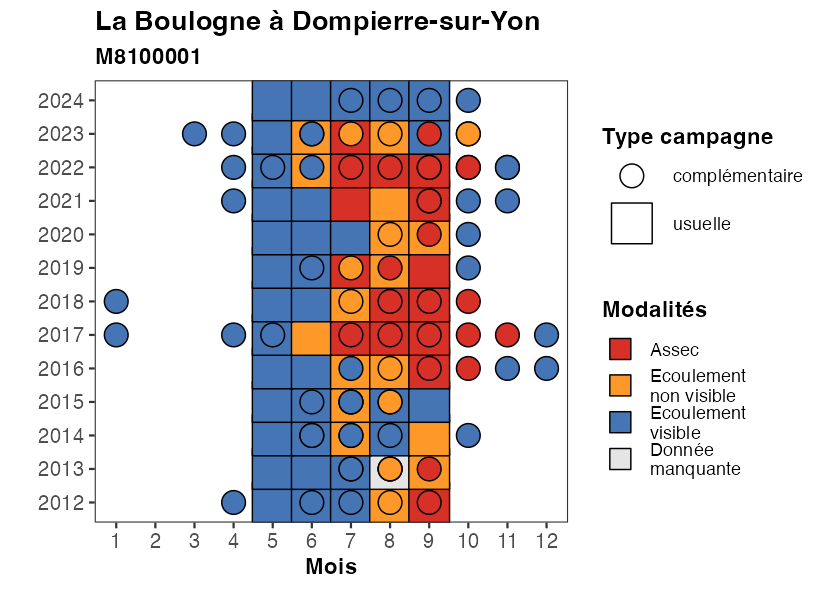 La Boulogne à Dompierre-sur-Yon
M8100001
2024
2023
2022
2021
2020
2019
2018
2017
2016
2015
2014
2013
2012
1 2 3 4 5 6 7 8 9 10 11 12
Mois
Type campagne
complémentaire
usuelle
Modalités
Assec
Ecoulement
non visible
Ecoulement
visible
Donnée
manquante